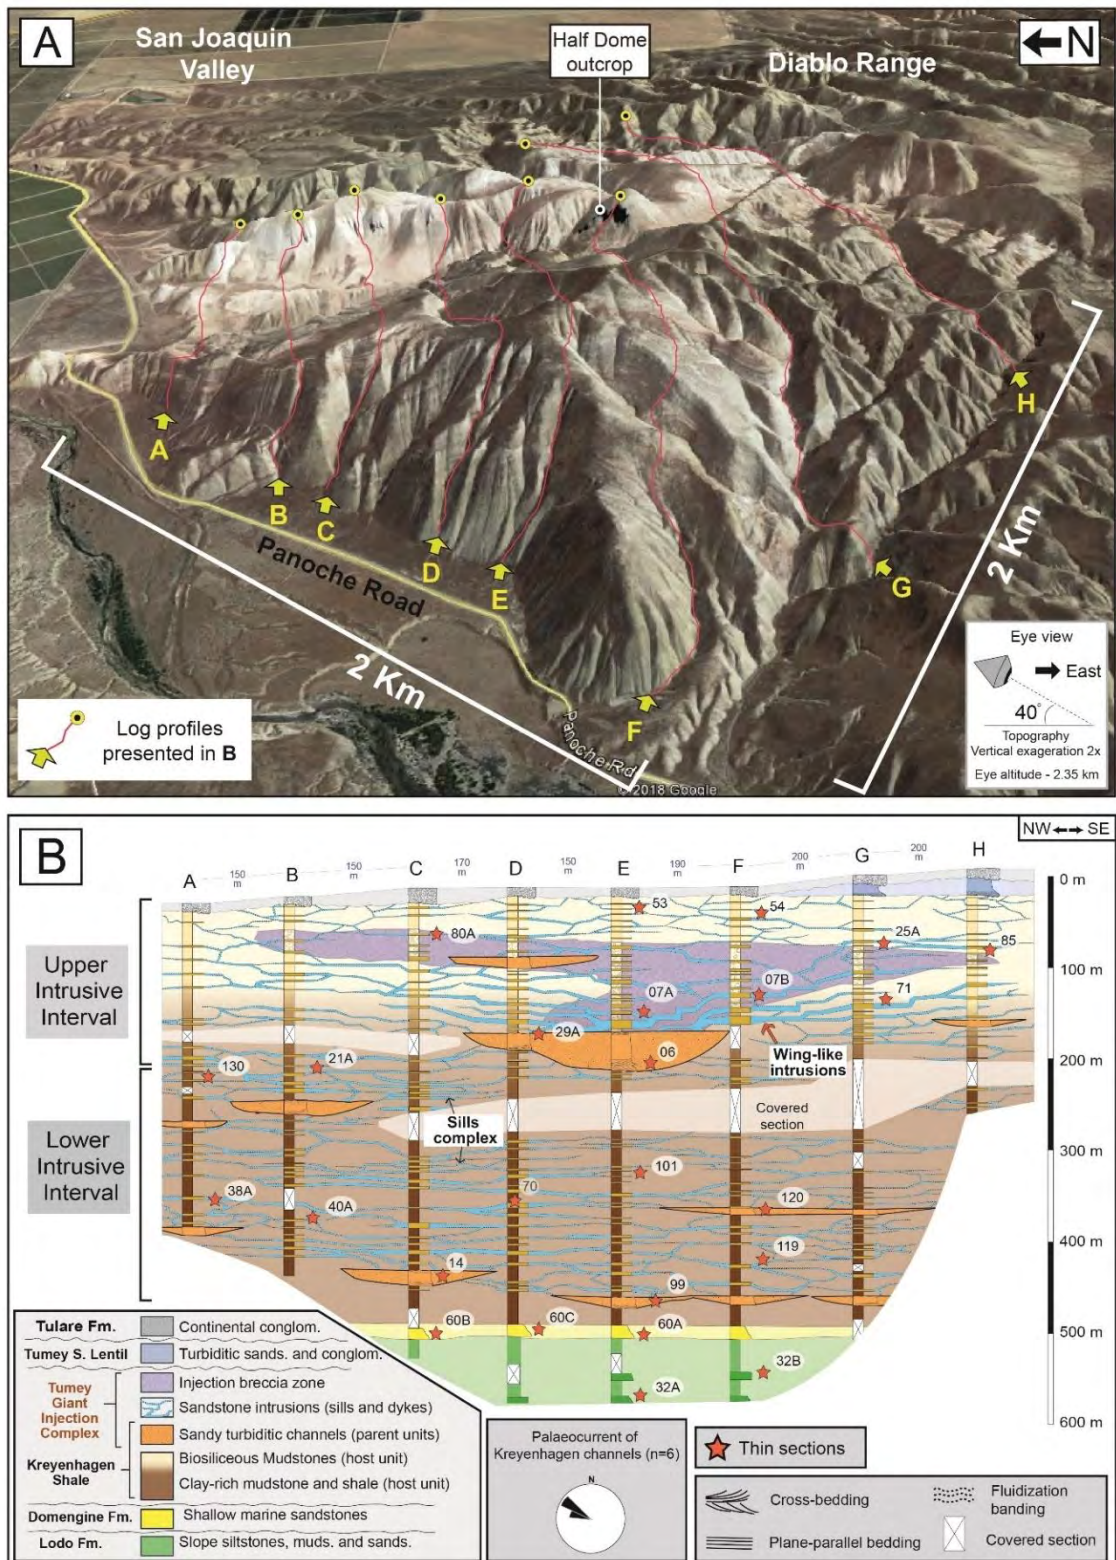 A
San Joaquin
Valley
Half Dome
outcrop
Diablo Range
N
A
B
C
D
E
F
G
H
Panoche Road
2 Km
2 Km
Panoche Rd
© 2018 Google
Log profiles
presented in B
Eye view
East
40°
Topography
Vertical exageration 2x
Eye altitude - 2.35 km
B
NW SE
A B C D E F G H
150 m
150 m
170 m
150 m
190 m
200 m
200 m
0 m
100 m
200 m
300 m
400 m
500 m
600 m
Upper
Intrusive
Interval
Lower
Intrusive
Interval
53
54
80A
25A
85
07A
07B
71
29A
06
Wing-like
intrusions
130
21A
Sills
complex
Covered
section
101
38A
40A
70
120
119
14
99
60B
60C
60A
32B
32A
Tulare Fm. Continental conglom.
Tumey S. Lentil Turbiditic sands. and conglom.
Tumey
Giant
Injection
Complex
Injection breccia zone
Sandstone intrusions (sills and dykes)
Sandy turbiditic channels (parent units)
Kreyenhagen
Shale
Biosiliceous Mudstones (host unit)
Clay-rich mudstone and shale (host unit)
Domengine Fm. Shallow marine sandstones
Lodo Fm. Slope siltstones, muds. and sands.
Palaeocurrent of
Kreyenhagen channels (n=6)
N
Thin sections
Cross-bedding
Fluidization
banding
Plane-parallel bedding
Covered section